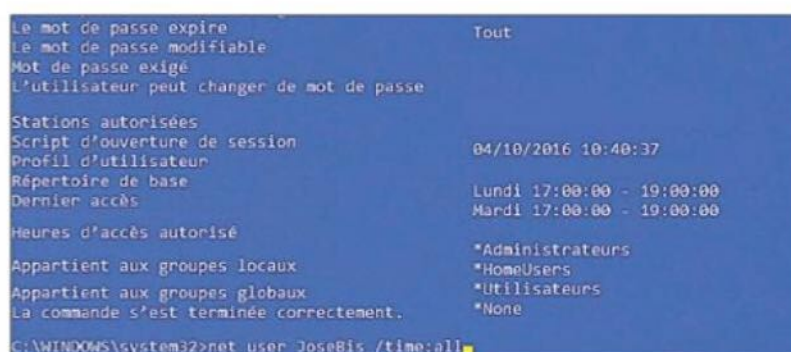 Le mot de passe expire
Le mot de passe modifiable
Mot de passe exigé
L'utilisateur peut changer de mot de passe
Tout
Stations autorisées
Script d'ouverture de session
Profil d'utilisateur
Répertoire de base
Dernier accès
04/10/2016 10:40:37
Heures d'accès autorisé
Lundi 17:00:00 - 19:00:00
Mardi 17:00:00 - 19:00:00
Appartient aux groupes locaux
*Administrateurs
*HomeUsers
*Utilisateurs
Appartient aux groupes globaux
*None
La commande s'est terminée correctement.
C:\WINDOWS\system32>net user JoseBis /time:all